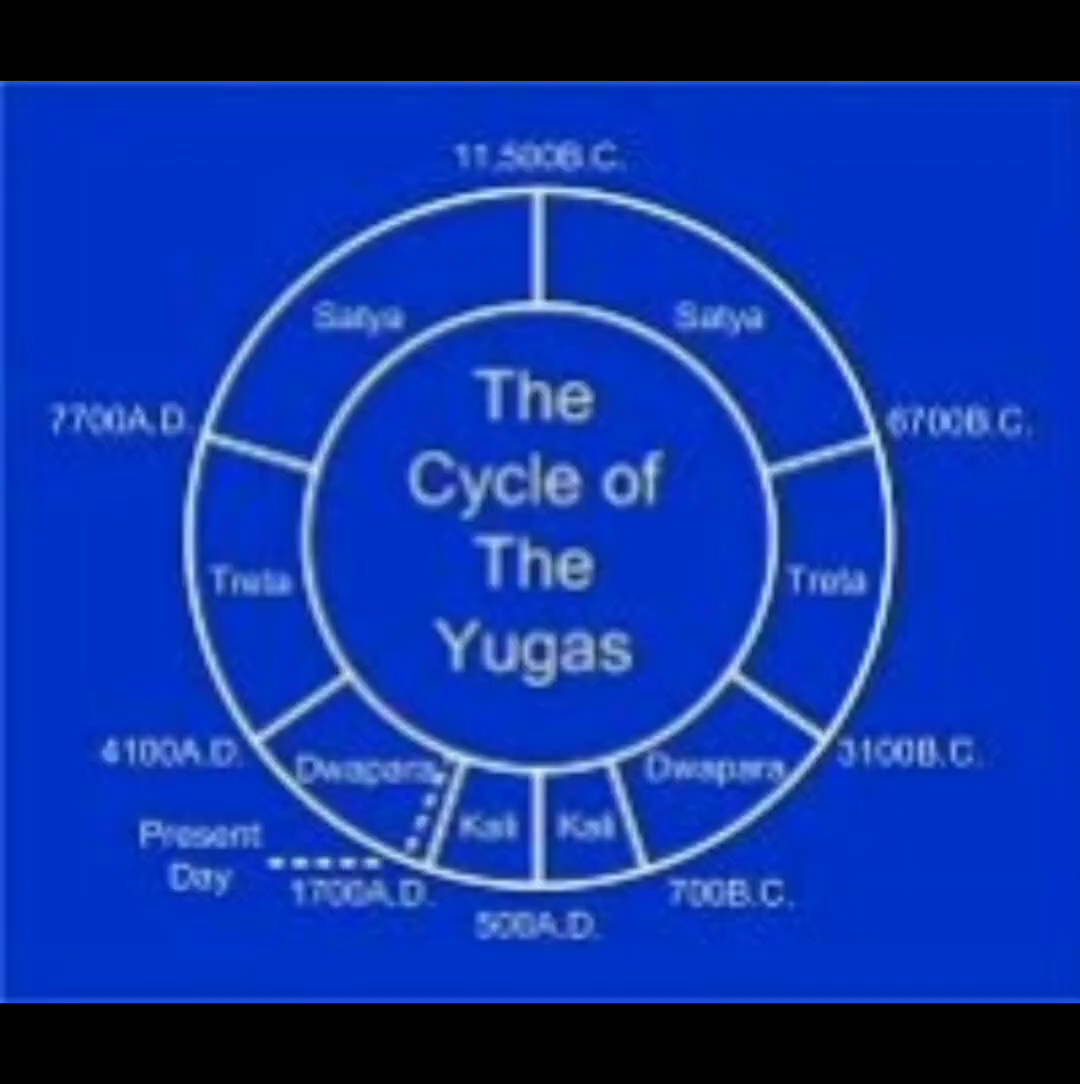 11,500B.C.
Satya
Satya
7700A.D.
6700B.C.
The
Cycle of
The
Yugas
Treta
Treta
4100A.D.
3100B.C.
Dwapara
Dwapara
Kali
Kali
Present
Day
1700A.D.
700B.C.
500A.D.